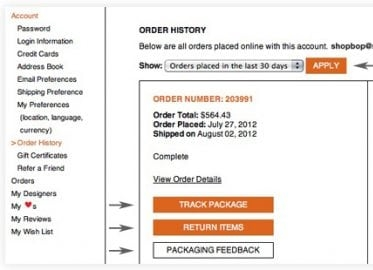 Account
Password
Login Information
Credit Cards
Address Book
Email Preferences
Shipping Preference
My Preferences
(location, language,
currency)
> Order History
Gift Certificates
Refer a Friend
Orders
My Designers
My ♥s
My Reviews
My Wish List
ORDER HISTORY
Below are all orders placed online with this account. shopbop@
Show: Orders placed in the last 30 days APPLY
ORDER NUMBER: 203991
Order Total: $564.43
Order Placed: July 27, 2012
Shipped on August 02, 2012
Complete
View Order Details
TRACK PACKAGE
RETURN ITEMS
PACKAGING FEEDBACK